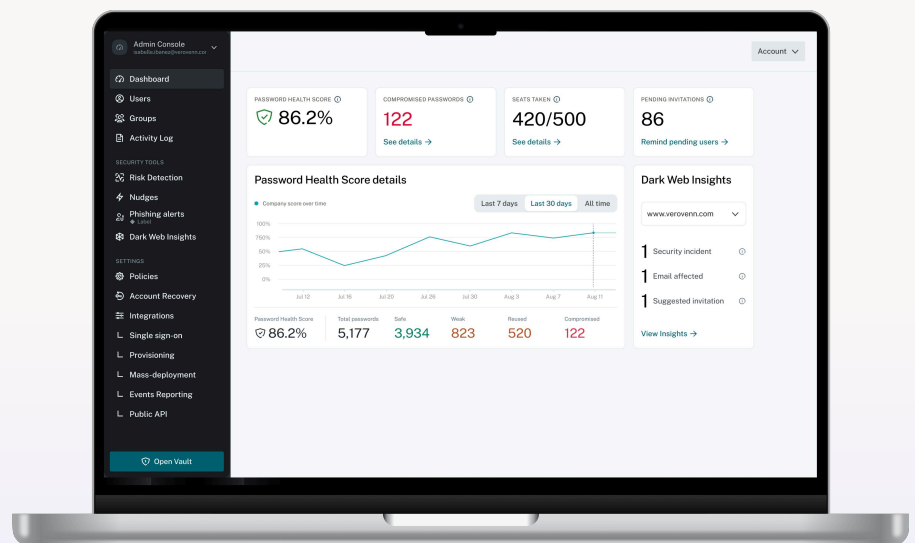 Admin Console
Account
Dashboard
Users
Groups
Activity Log
SECURITY TOOLS
Risk Detection
Nudges
Phishing alerts
Label
Dark Web Insights
SETTINGS
Policies
Account Recovery
Integrations
Single sign-on
Provisioning
Mass-deployment
Events Reporting
Public API
Open Vault
PASSWORD HEALTH SCORE
86.2%
COMPROMISED PASSWORDS
122
See details →
SEATS TAKEN
420/500
See details →
PENDING INVITATIONS
86
Remind pending users →
Password Health Score details
Company score over time
Last 7 days Last 30 days All time
100%
750%
50%
25%
0%
Jul 12 Jul 16 Jul 20 Jul 26 Jul 30 Aug 3 Aug 7 Aug 11
Password Health Score Total passwords Safe Weak Reused Compromised
86.2% 5,177 3,934 823 520 122
Dark Web Insights
www.verovenn.com
1 Security incident
1 Email affected
1 Suggested invitation
View Insights →